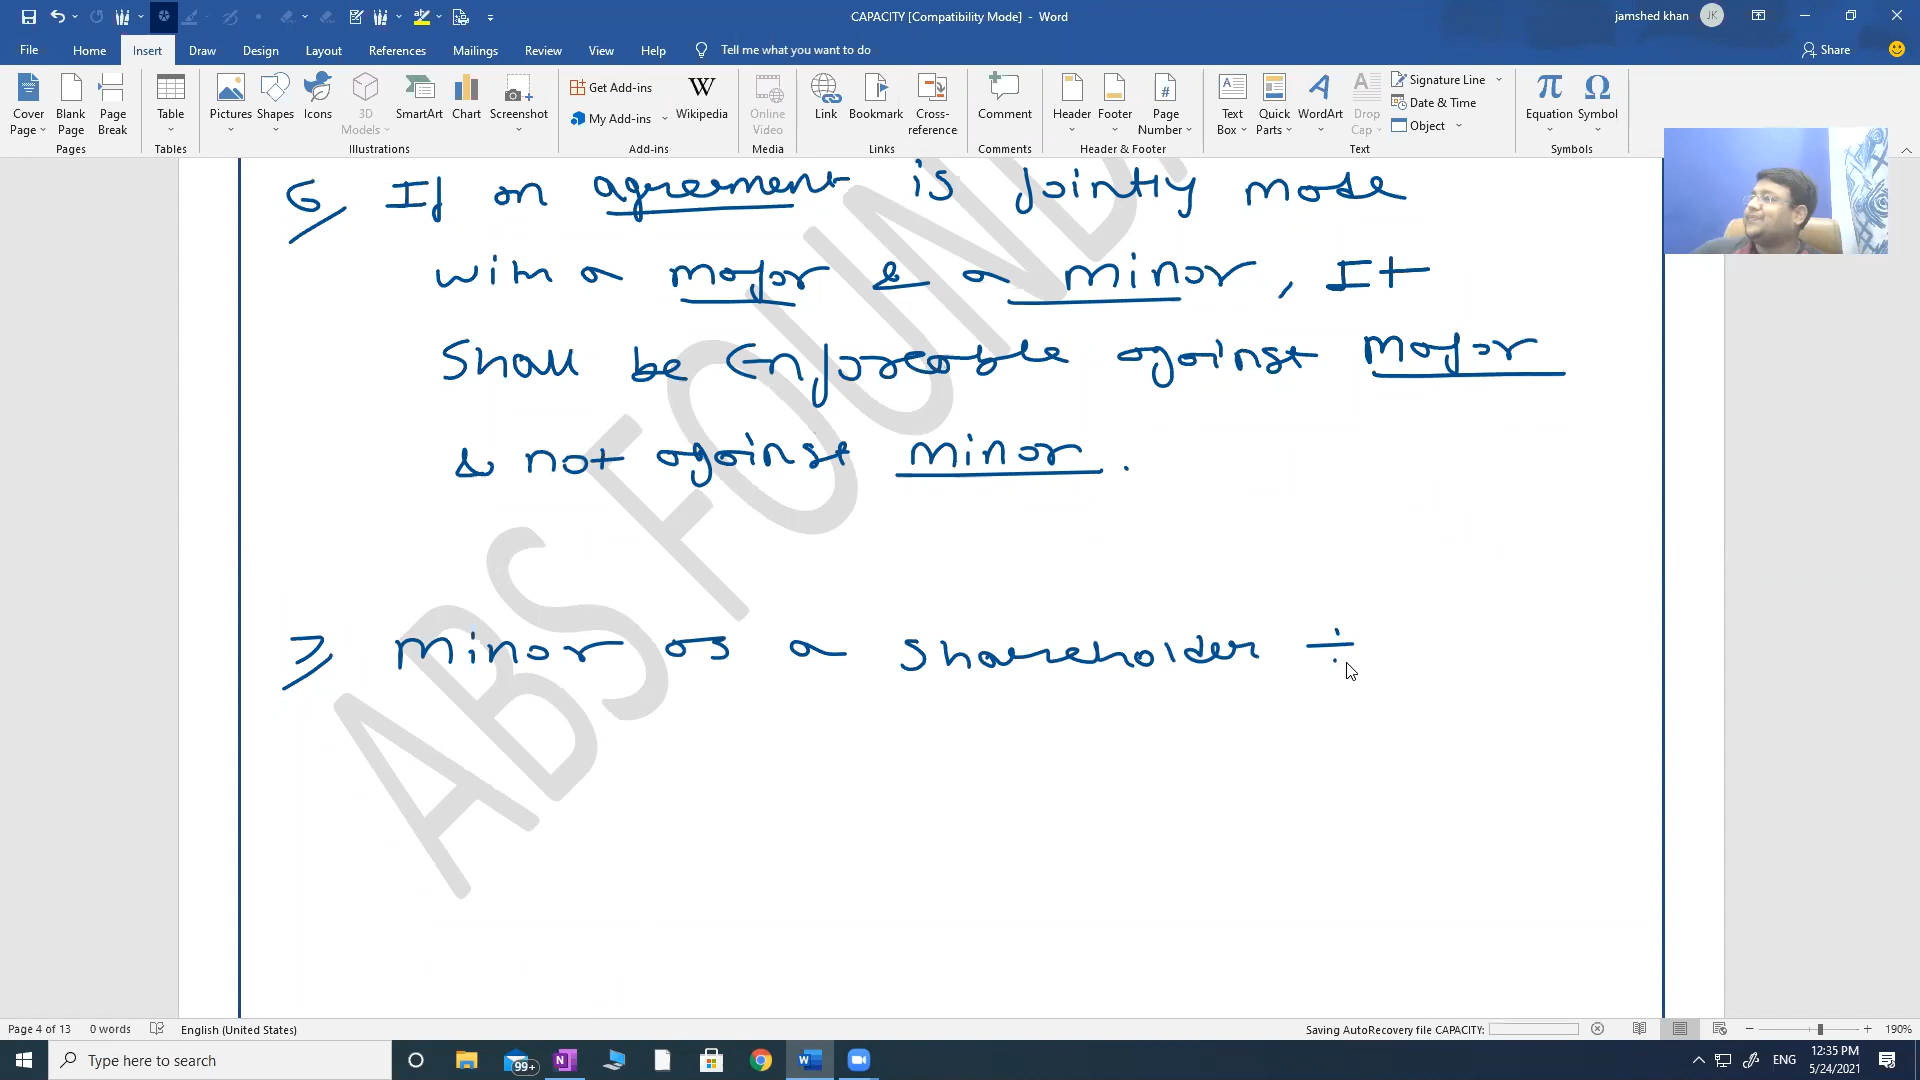 CAPACITY [Compatibility Mode] - Word
jamshed khan JK
File Home Insert Draw Design Layout References Mailings Review View Help Tell me what you want to do Share
Cover Page Blank Page Page Break
Pages
Table
Tables
Pictures Shapes Icons 3D Models SmartArt Chart Screenshot
Illustrations
Get Add-ins
My Add-ins
Wikipedia
Add-ins
Online Video
Media
Link Bookmark Cross-reference
Links
Comment
Comments
Header Footer Page Number
Header & Footer
Text Box Quick Parts WordArt Drop Cap
Signature Line
Date & Time
Object
Text
Equation Symbol
Symbols
6 If an agreement is jointly made
with a major & a minor, It
Shall be Enforceable against major
& not against minor.
7 Minor as a shareholder ÷
ABS FOUND
Page 4 of 13 0 words English (United States) Saving AutoRecovery file CAPACITY: 190%
Type here to search 99+ ENG 12:35 PM
5/24/2021